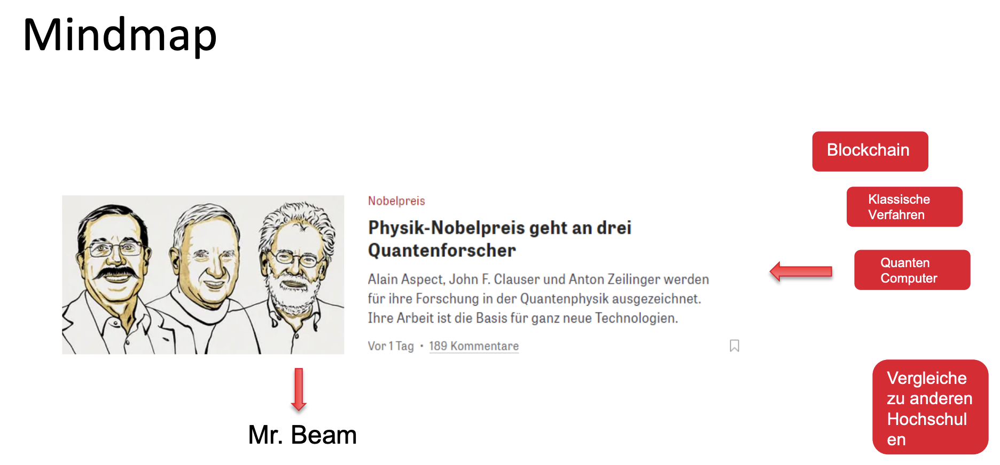 Mindmap
Blockchain
Klassische
Verfahren
Nobelpreis
Physik-Nobelpreis geht an drei
Quantenforscher
Alain Aspect, John F. Clauser und Anton Zeilinger werden
für ihre Forschung in der Quantenphysik ausgezeichnet.
Ihre Arbeit ist die Basis für ganz neue Technologien.
Vor 1 Tag • 189 Kommentare
Quanten
Computer
Vergleiche
zu anderen
Hochschul
en
Mr. Beam